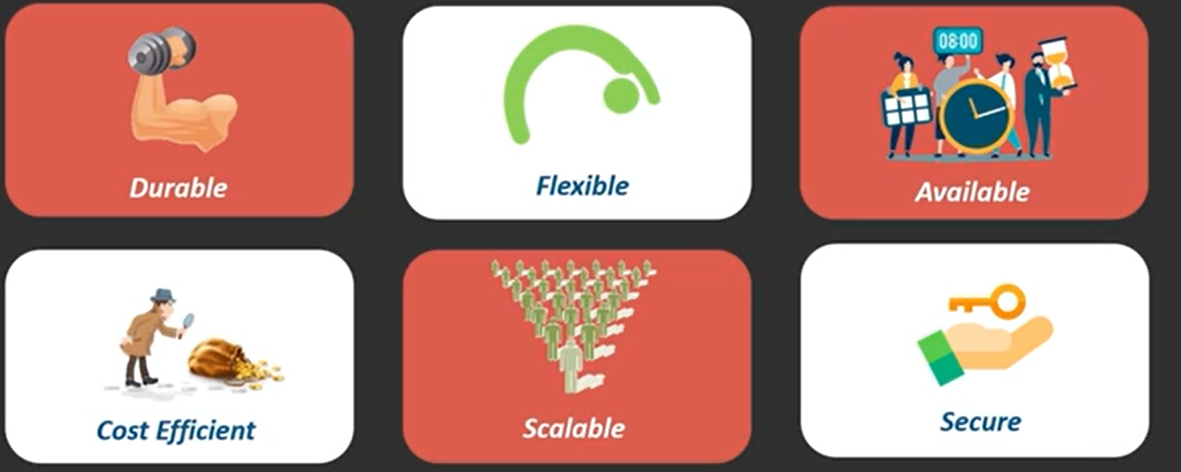 Durable
Flexible
08:00
Available
Cost Efficient
Scalable
Secure